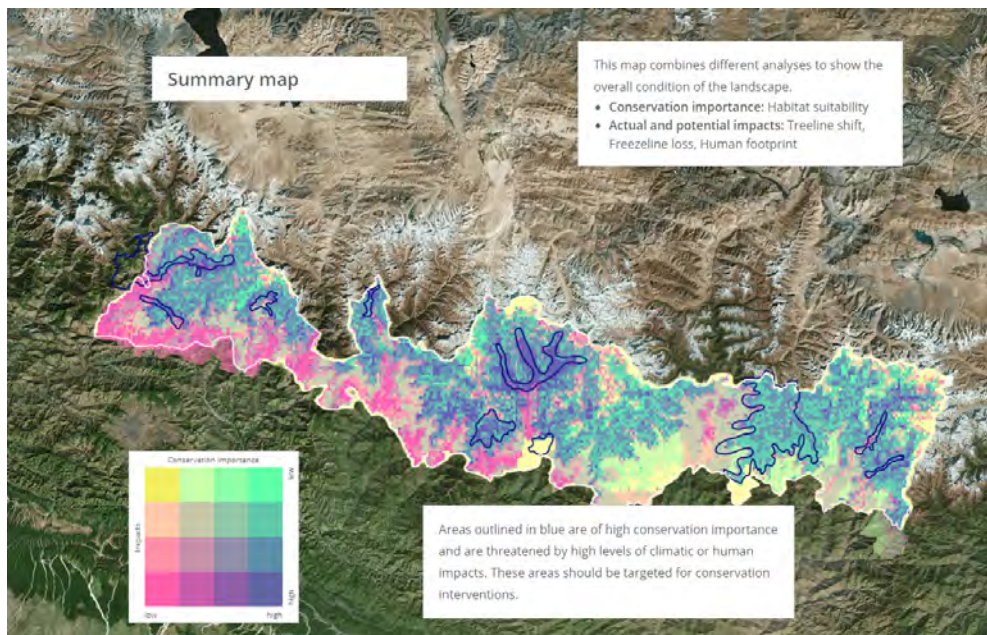 Summary map
This map combines different analyses to show the
overall condition of the landscape.
• Conservation importance: Habitat suitability
• Actual and potential impacts: Treeline shift,
Freezeline loss, Human footprint
Conservation importance
low
Impacts
high
low
high
Areas outlined in blue are of high conservation importance
and are threatened by high levels of climatic or human
impacts. These areas should be targeted for conservation
interventions.